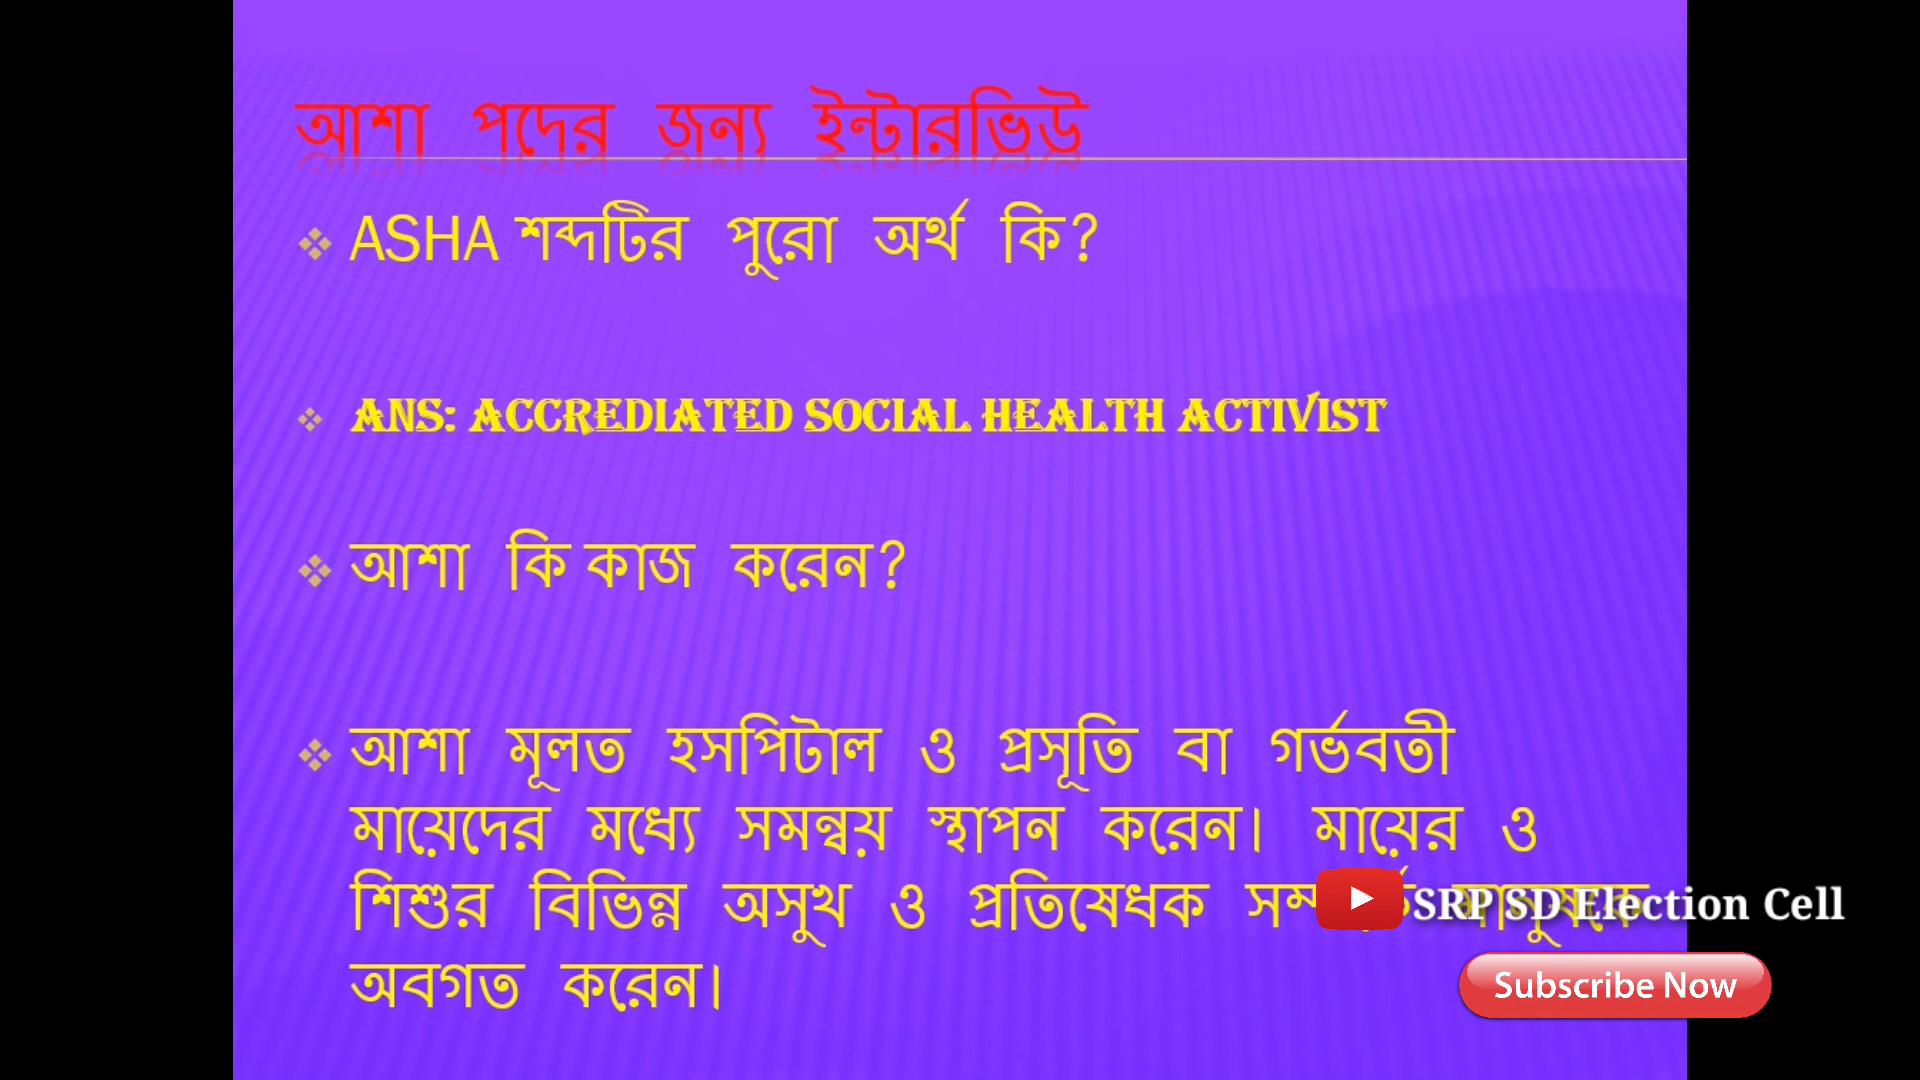 আশা পদের জন্য ইন্টারভিউ
ASHA শব্দটির পুরো অর্থ কি?
ANS: ACCREDIATED SOCIAL HEALTH ACTIVIST
আশা কি কাজ করেন?
আশা মূলত হসপিটাল ও প্রসূতি বা গর্ভবতী
মায়েদের মধ্যে সমন্বয় স্থাপন করেন। মায়ের ও
শিশুর বিভিন্ন অসুখ ও প্রতিষেধক
অবগত করেন।
SRP SD Election Cell
Subscribe Now